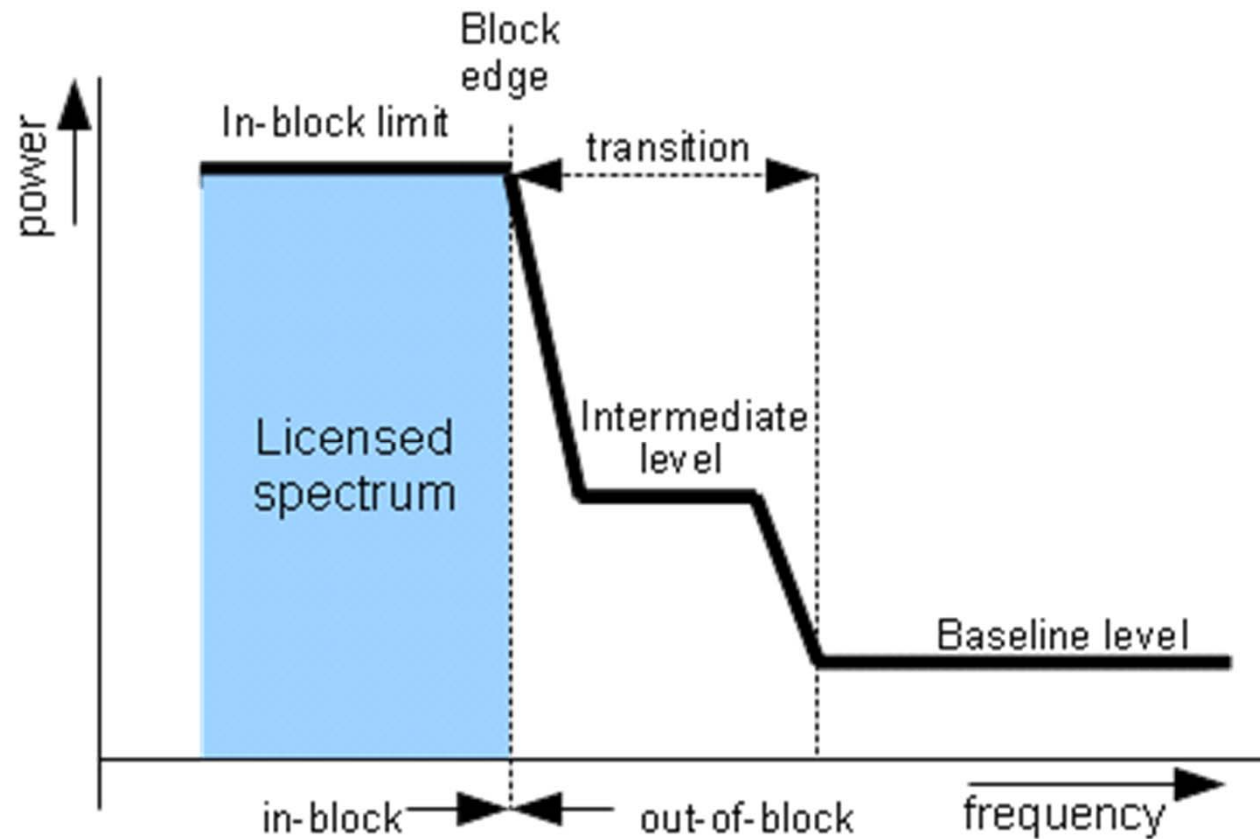 Block
edge
In-block limit
transition
power
Intermediate
level
Licensed
spectrum
Baseline level
in-block
out-of-block
frequency